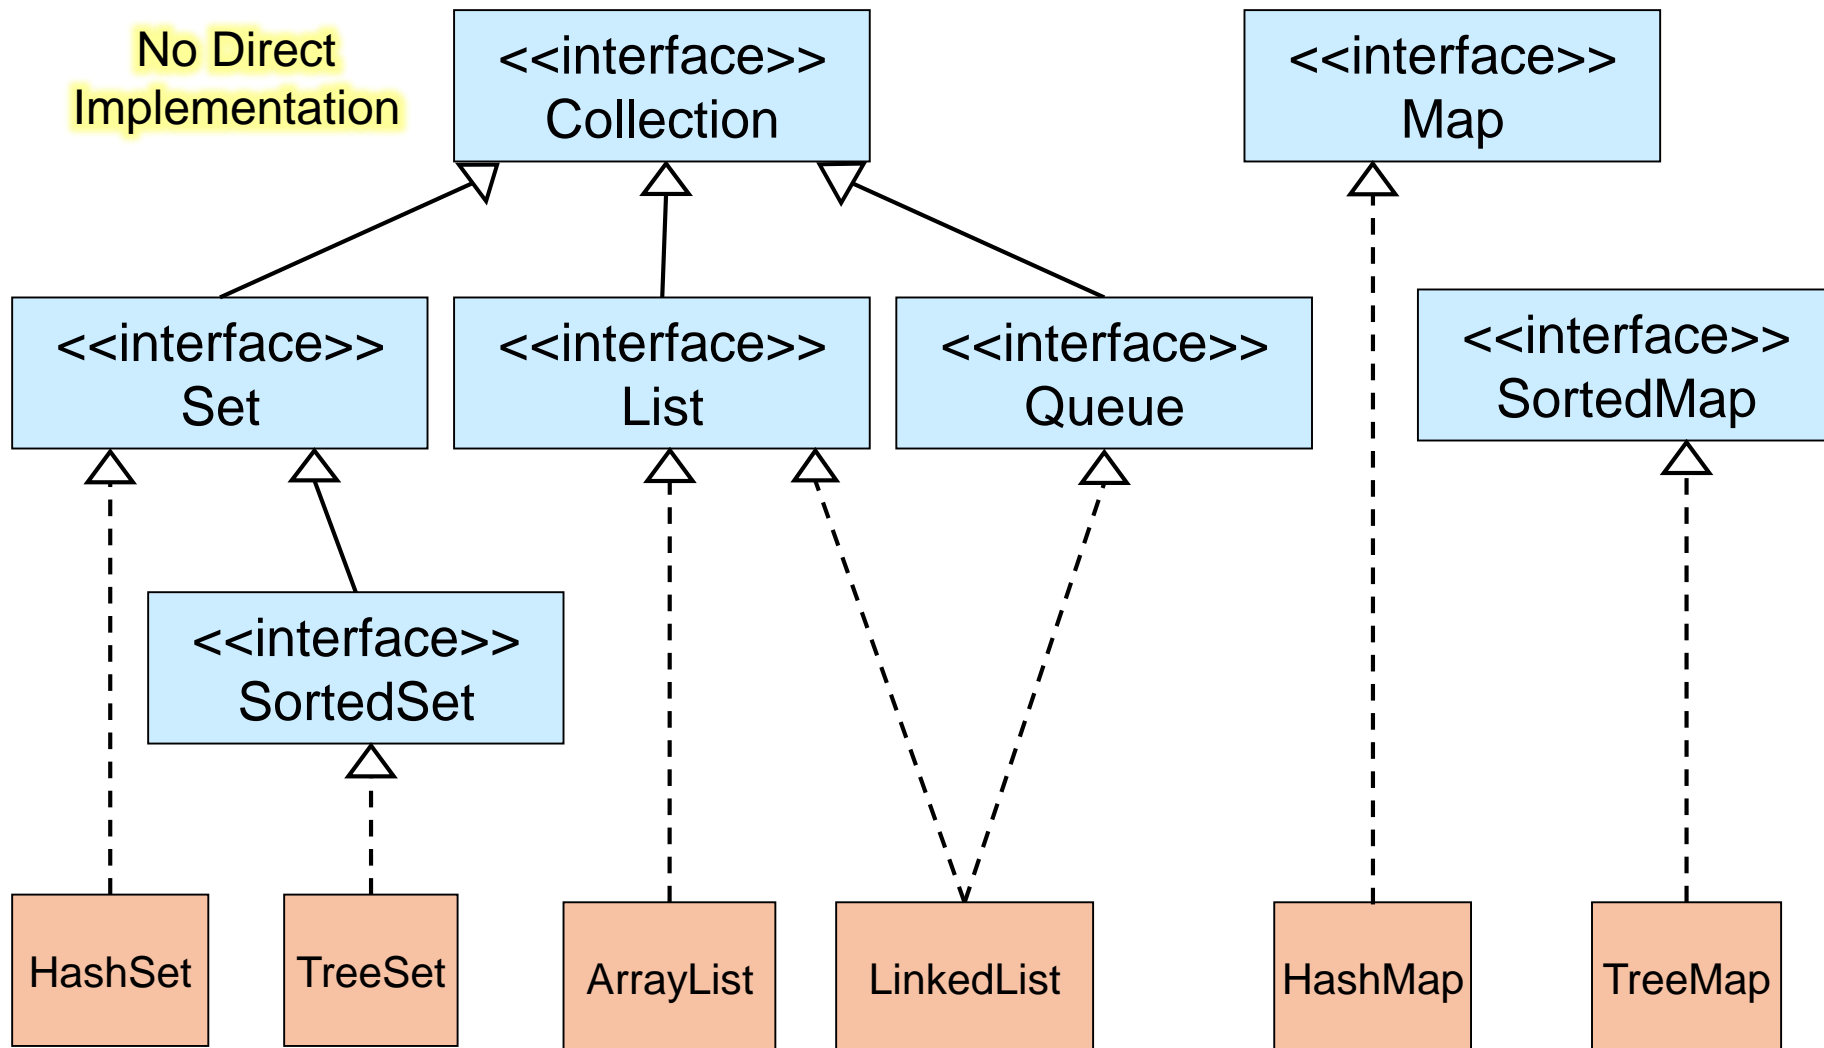 No Direct
Implementation
<<interface>>
Collection
<<interface>>
Map
<<interface>>
Set
<<interface>>
List
<<interface>>
Queue
<<interface>>
SortedMap
<<interface>>
SortedSet
HashSet
TreeSet
ArrayList
LinkedList
HashMap
TreeMap